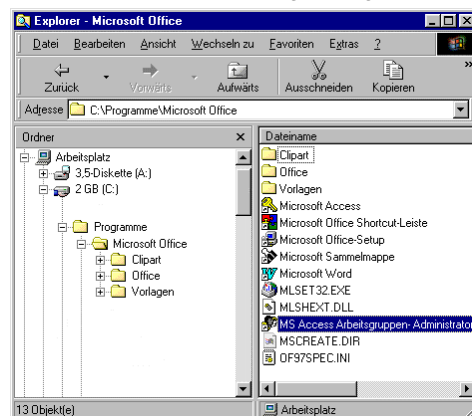 Explorer - Microsoft Office
Datei Bearbeiten Ansicht Wechseln zu Favoriten Extras ?
Zurück Vorwärts Aufwärts Ausschneiden Kopieren »
Adresse C:\Programme\Microsoft Office
Ordner
Arbeitsplatz
3,5-Diskette (A:)
2 GB (C:)
Programme
Microsoft Office
Clipart
Office
Vorlagen
Dateiname
Clipart
Office
Vorlagen
Microsoft Access
Microsoft Office Shortcut-Leiste
Microsoft Office-Setup
Microsoft Sammelmappe
Microsoft Word
MLSET32.EXE
MLSHEXT.DLL
MS Access Arbeitsgruppen- Administrator
MSCREATE.DIR
OF97SPEC.INI
13 Objekt(e)
Arbeitsplatz